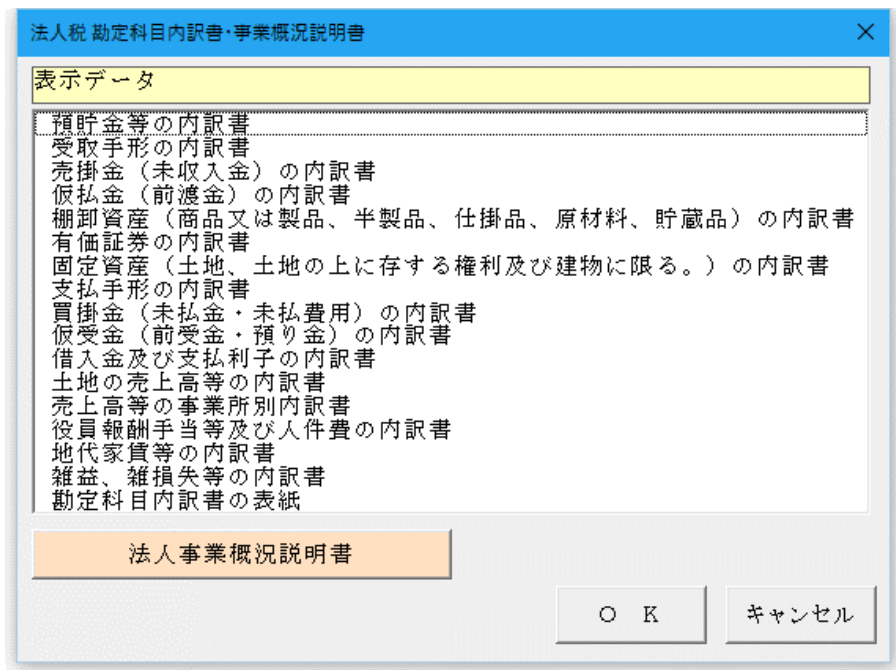 法人税 勘定科目内訳書・事業概況説明書
表示データ
預貯金等の内訳書
受取手形の内訳書
売掛金（未収入金）の内訳書
仮払金（前渡金）の内訳書
棚卸資産（商品又は製品、半製品、仕掛品、原材料、貯蔵品）の内訳書
有価証券の内訳書
固定資産（土地、土地の上に存する権利及び建物に限る。）の内訳書
支払手形の内訳書
買掛金（未払金・未払費用）の内訳書
仮受金（前受金・預り金）の内訳書
借入金及び支払利子の内訳書
土地の売上高等の内訳書
売上高等の事業所別内訳書
役員報酬手当等及び人件費の内訳書
地代家賃等の内訳書
雑益、雑損失等の内訳書
勘定科目内訳書の表紙
法人事業概況説明書
ＯＫ
キャンセル